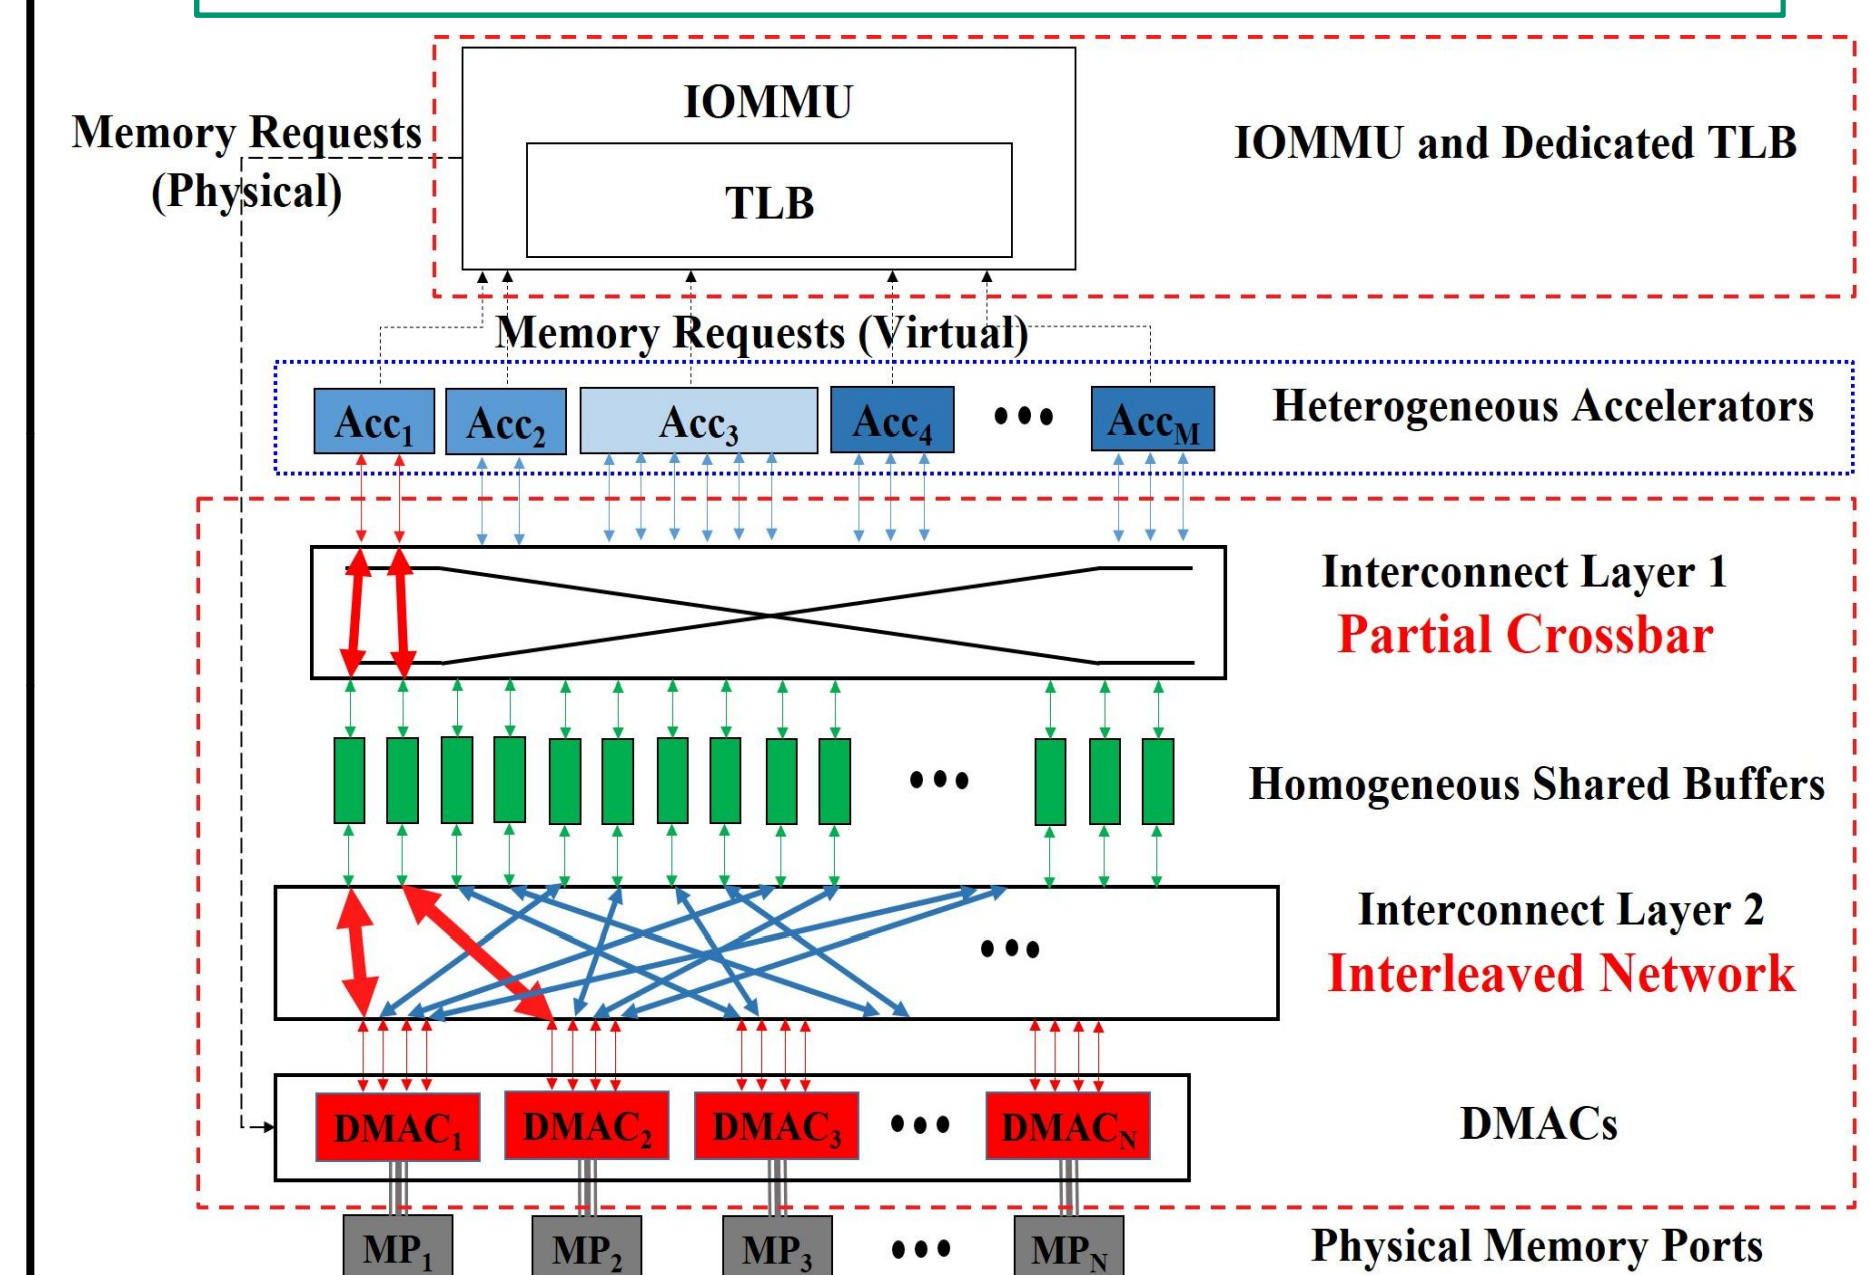 IOMMU
TLB
IOMMU and Dedicated TLB
Memory Requests
(Physical)
Memory Requests (Virtual)
Acc1 Acc2 Acc3 Acc4 ••• AccM
Heterogeneous Accelerators
Interconnect Layer 1
Partial Crossbar
••• Homogeneous Shared Buffers
Interconnect Layer 2
Interleaved Network
•••
DMAC1 DMAC2 DMAC3 ••• DMACN
DMACs
MP1 MP2 MP3 ••• MPN
Physical Memory Ports